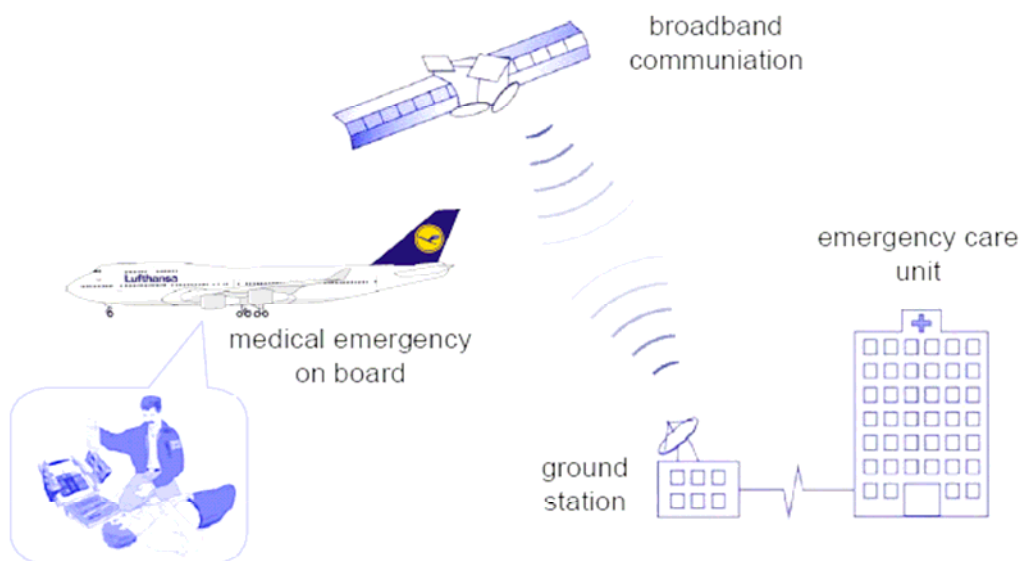 broadband
communiation
emergency care
unit
Lufthansa
medical emergency
on board
ground
station